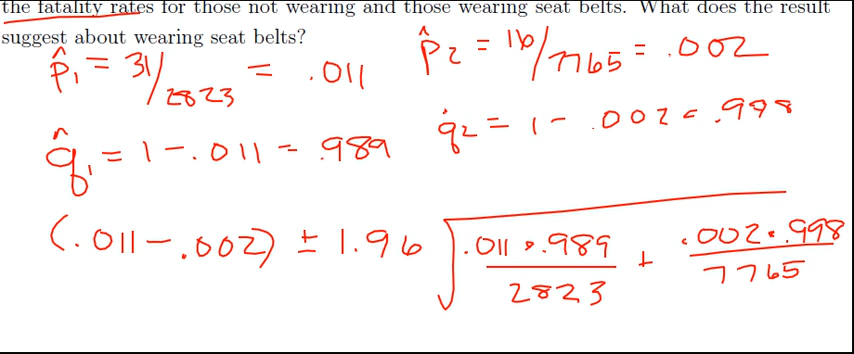 the fatality rates for those not wearing and those wearing seat belts. What does the result
suggest about wearing seat belts?
p̂₁ = 31/2823 = .011
p̂₂ = 16/7765 = .002
q̂₁ = 1 - .011 = .989
q̂₂ = 1 - .002 = .998
(.011 - .002) ± 1.96 √(.011 · .989 / 2823 + .002 · .998 / 7765)